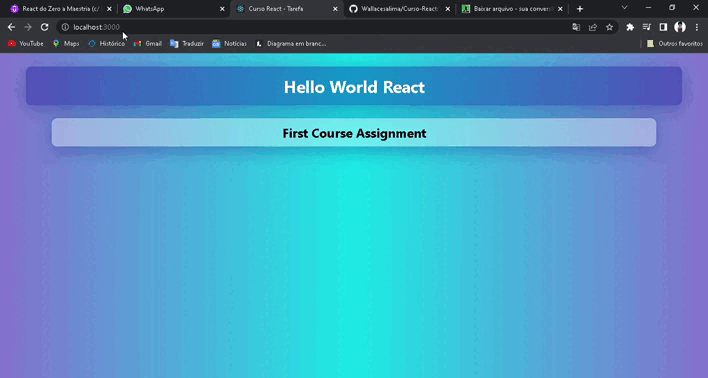 React do Zero a Maestria (c/
WhatsApp
Curso React - Tarefa
Wallacesalima/Curso-React:
Baixar arquivo - sua convers
localhost:3000
YouTube
Maps
Histórico
Gmail
Traduzir
Notícias
Diagrama em branc...
Outros favoritos
Hello World React
First Course Assignment